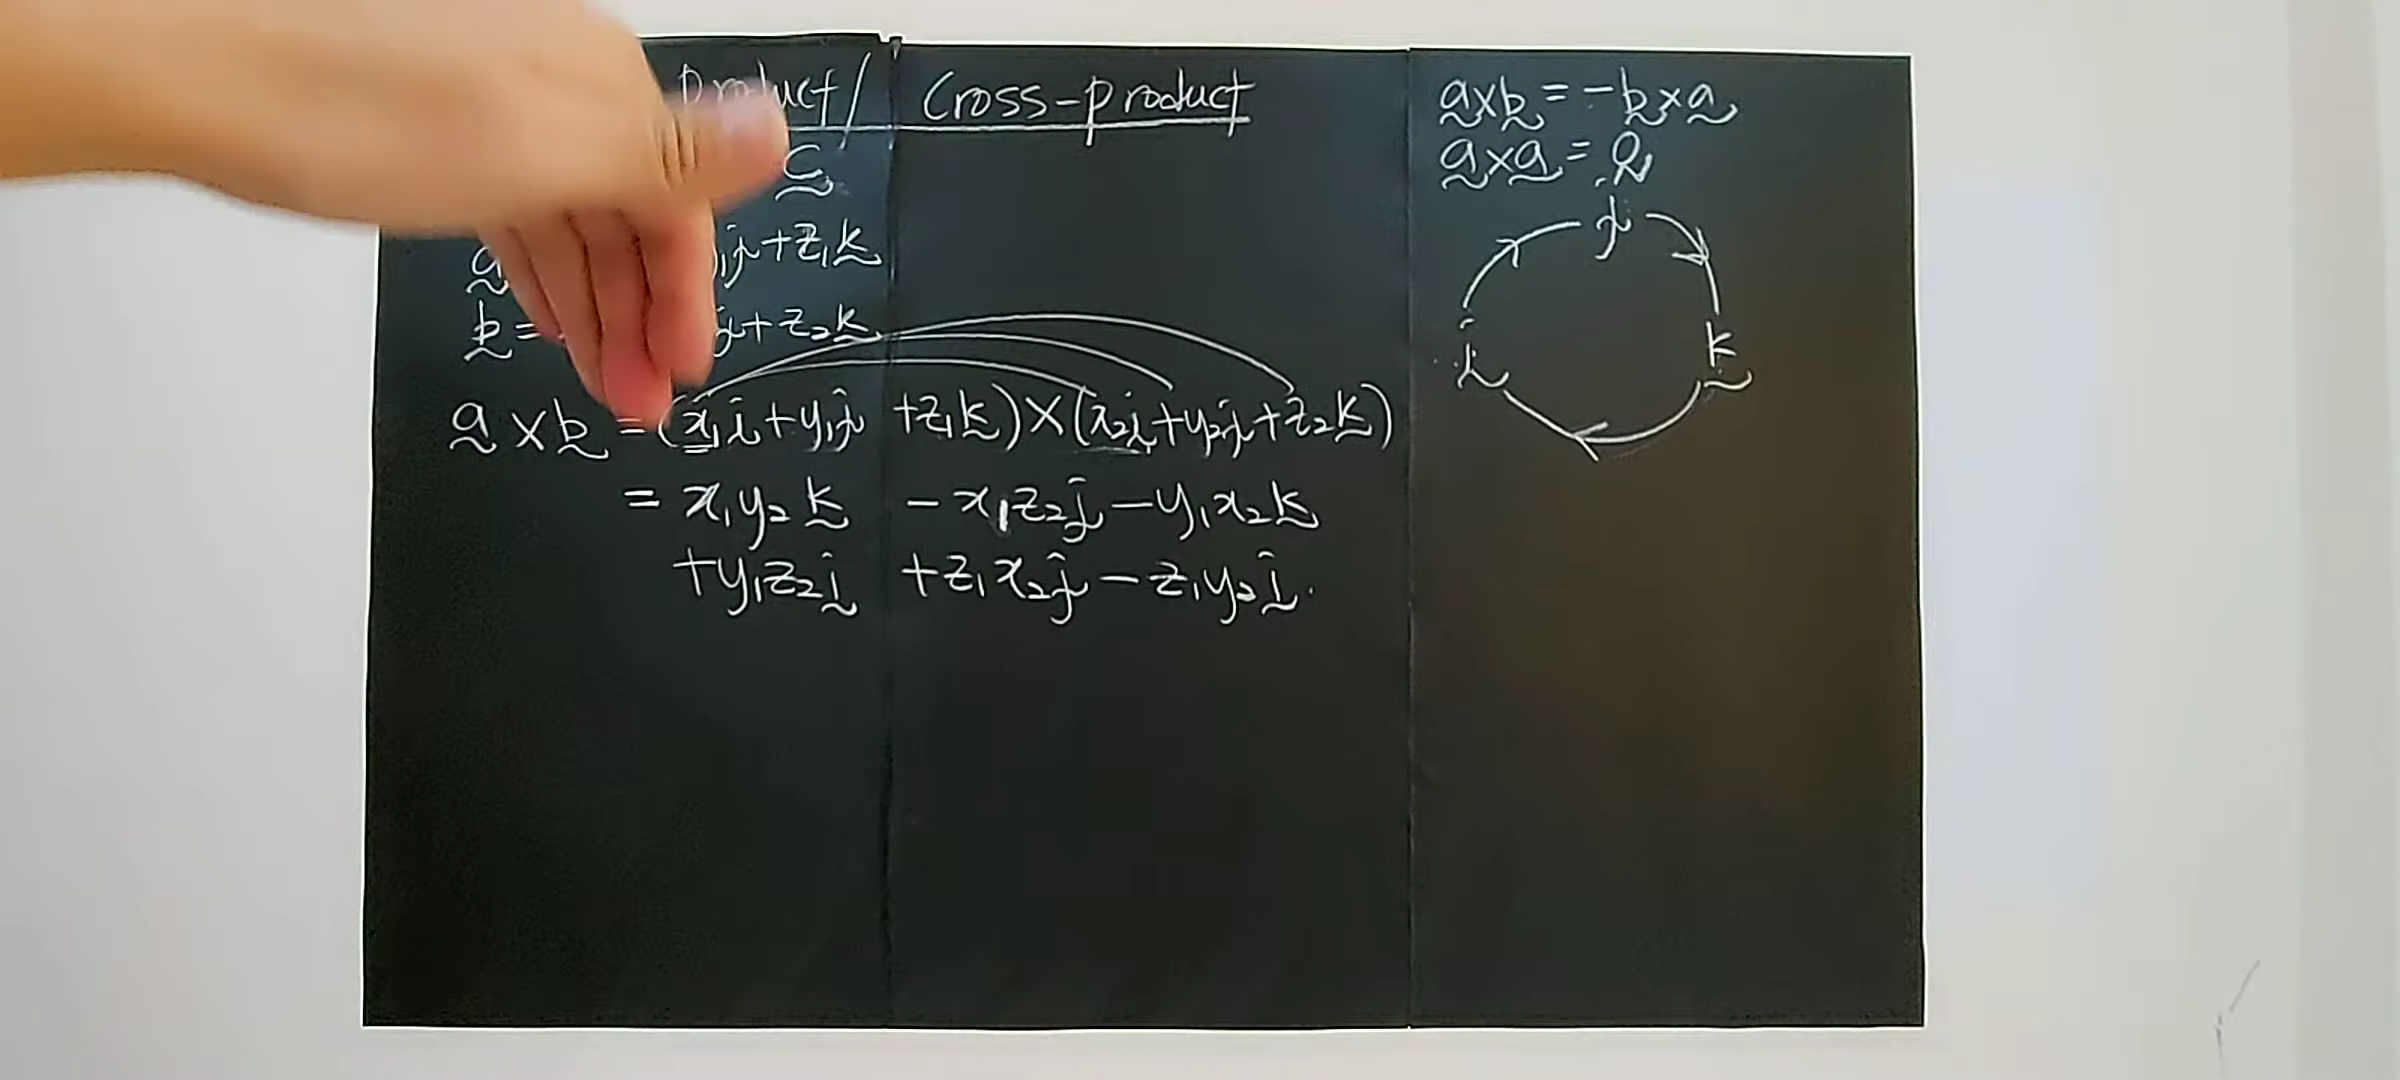 Product / Cross-product
c
a j + z₁k
b = j + z₂k
a × b = (x₁i + y₁j + z₁k) × (x₂i + y₂j + z₂k)
= x₁y₂k - x₁z₂j - y₁x₂k
+ y₁z₂i + z₁x₂j - z₁y₂i
a×b = -b×a
a×a = 0
j
i k